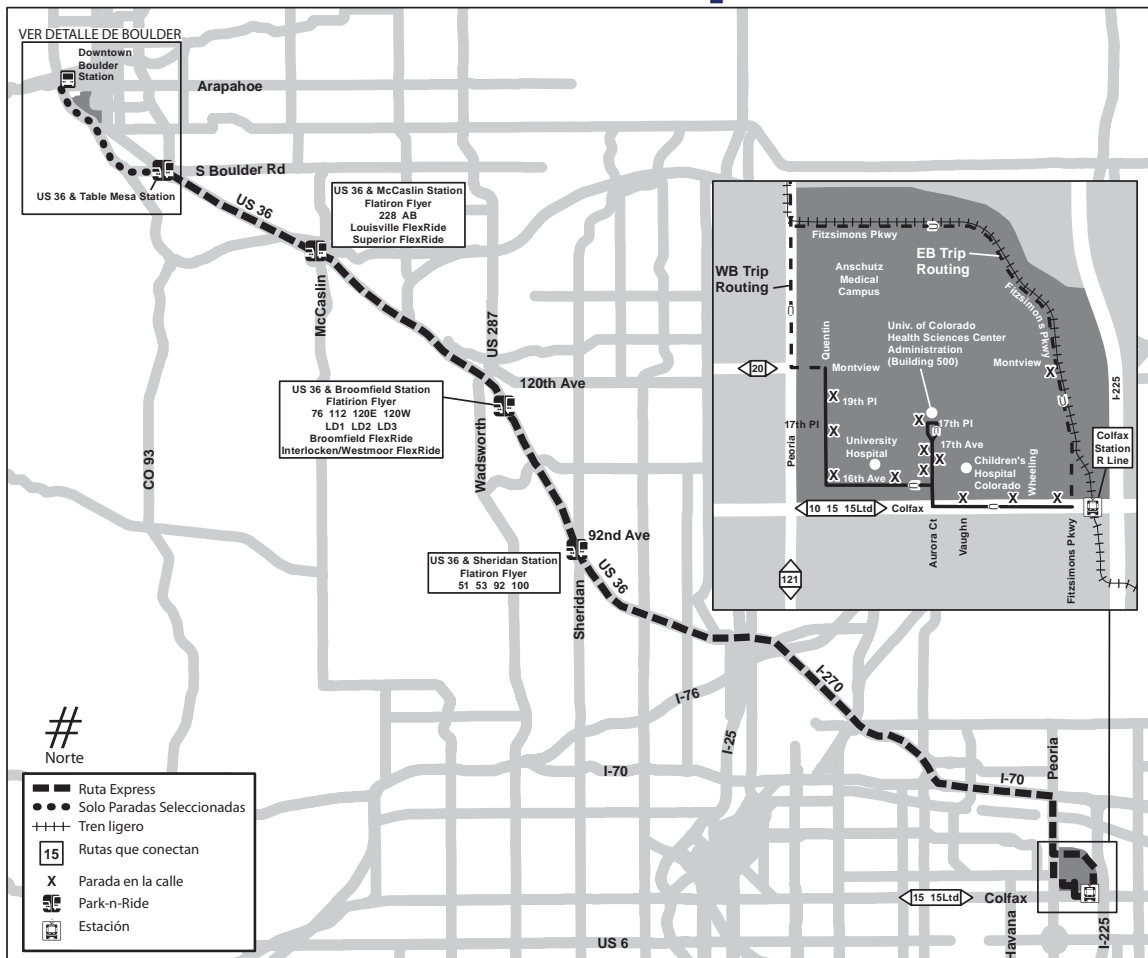 VER DETALLE DE BOULDER
Downtown
Boulder
Station
Arapahoe
S Boulder Rd
US 36 & Table Mesa Station
US 36
US 36 & McCaslin Station
Flatiron Flyer
228 AB
Louisville FlexRide
Superior FlexRide
McCaslin
US 287
120th Ave
US 36 & Broomfield Station
Flatirion Flyer
76 112 120E 120W
LD1 LD2 LD3
Broomfield FlexRide
Interlocken/Westmoor FlexRide
Wadsworth
CO 93
92nd Ave
US 36 & Sheridan Station
Flatiron Flyer
51 53 92 100
US 36
Sheridan
I-270
I-76
I-25
I-70
I-70
Peoria
15 15Ltd
Colfax
Havana
I-225
US 6
Fitzsimons Pkwy
EB Trip
Routing
WB Trip
Routing
Anschutz
Medical
Campus
Fitzsimons Pkwy
Quentin
Univ. of Colorado
Health Sciences Center
Administration
(Building 500)
Montview
I-225
20
Montview
X
X
19th Pl
X
17th Pl
17th Pl
X
X
17th Ave
Peoria
University
Hospital
X
X
X
Children's
Hospital
Colorado
Wheeling
Colfax
Station
R Line
X
16th Ave
X
X
X
X
10 15 15Ltd
Colfax
Aurora Ct
Vaughn
Fitzsimons Pkwy
121
Norte
Ruta Express
Solo Paradas Seleccionadas
Tren ligero
15
Rutas que conectan
X
Parada en la calle
Park-n-Ride
Estación